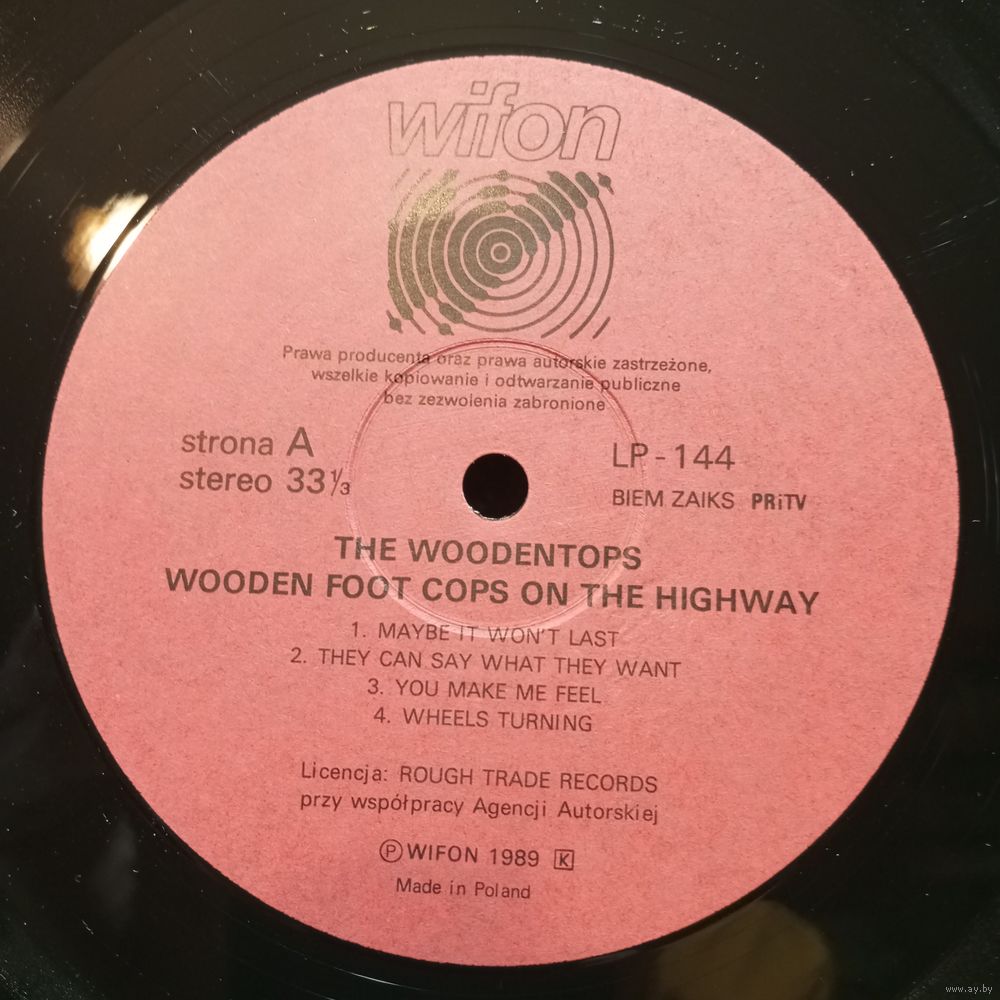 wifon
Prawa producenta oraz prawa autorskie zastrzeżone,
wszelkie kopiowanie i odtwarzanie publiczne
bez zezwolenia zabronione
strona A
stereo 33⅓
LP - 144
BIEM ZAIKS PRiTV
THE WOODENTOPS
WOODEN FOOT COPS ON THE HIGHWAY
1. MAYBE IT WON'T LAST
2. THEY CAN SAY WHAT THEY WANT
3. YOU MAKE ME FEEL
4. WHEELS TURNING
Licencja: ROUGH TRADE RECORDS
przy współpracy Agencji Autorskiej
Ⓟ WIFON 1989 K
Made in Poland
www.ay.by